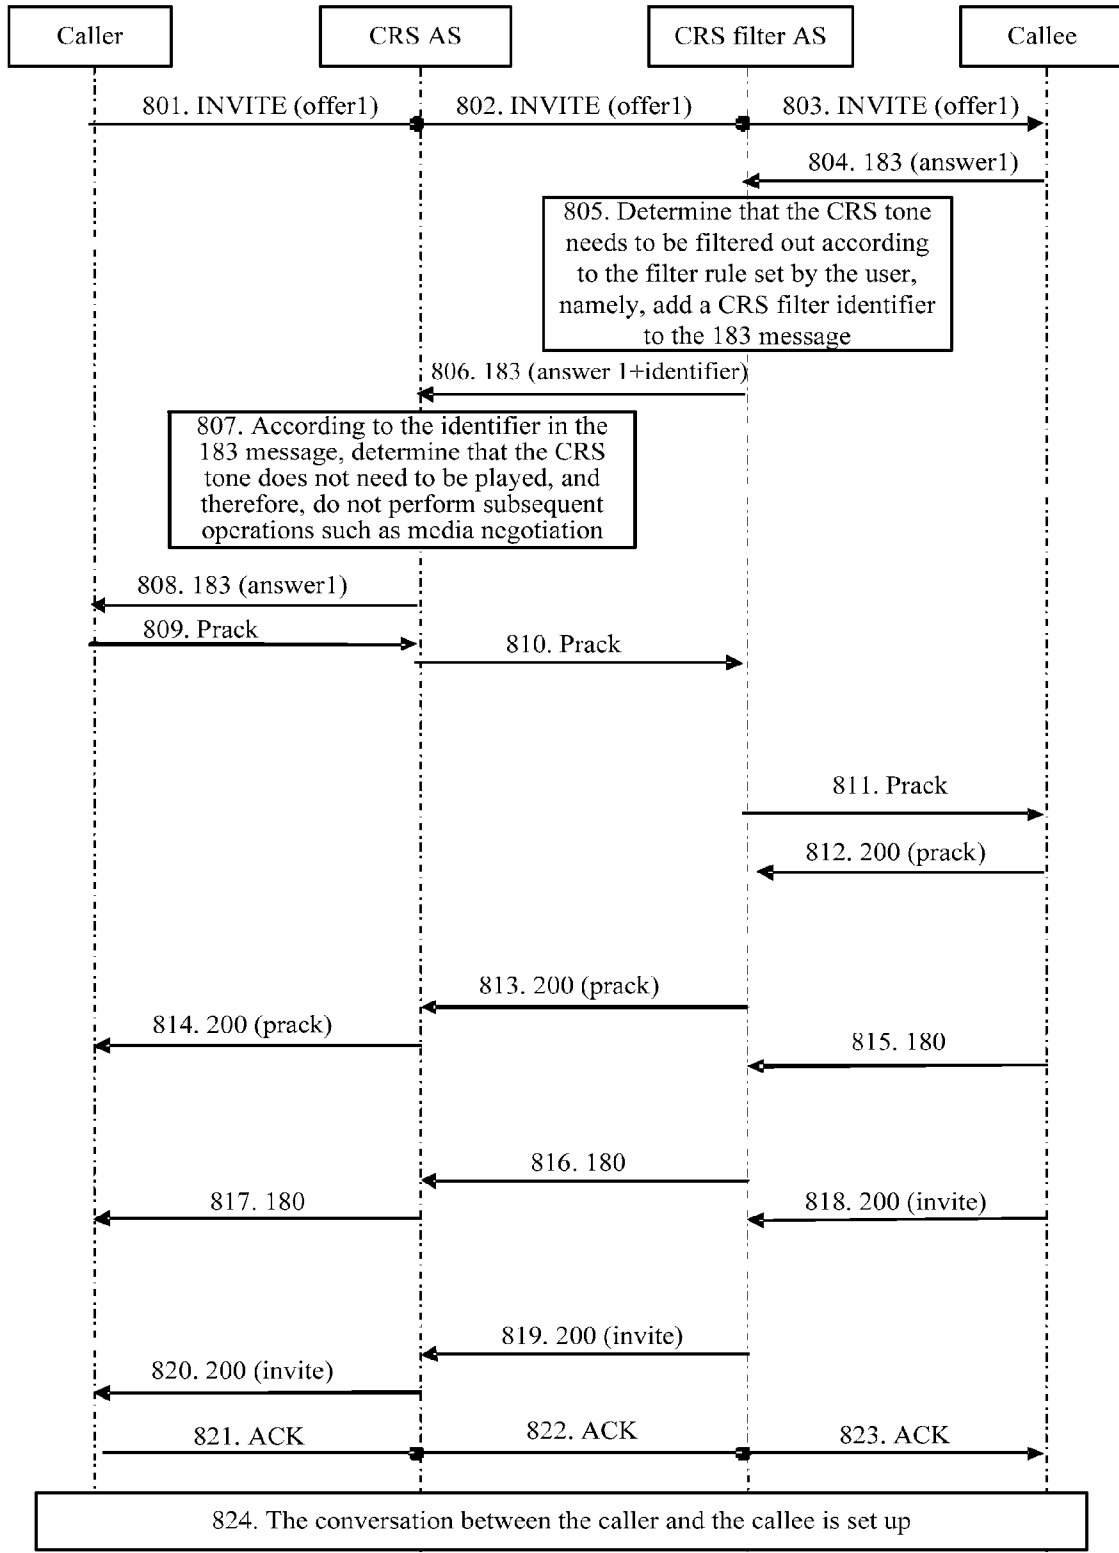 Caller
CRS AS
CRS filter AS
Callee
801. INVITE (offer1)
802. INVITE (offer1)
803. INVITE (offer1)
804. 183 (answer1)
805. Determine that the CRS tone
needs to be filtered out according
to the filter rule set by the user,
namely, add a CRS filter identifier
to the 183 message
806. 183 (answer 1+identifier)
807. According to the identifier in the
183 message, determine that the CRS
tone does not need to be played, and
therefore, do not perform subsequent
operations such as media negotiation
808. 183 (answer1)
809. Prack
810. Prack
811. Prack
812. 200 (prack)
813. 200 (prack)
814. 200 (prack)
815. 180
816. 180
817. 180
818. 200 (invite)
819. 200 (invite)
820. 200 (invite)
821. ACK
822. ACK
823. ACK
824. The conversation between the caller and the callee is set up